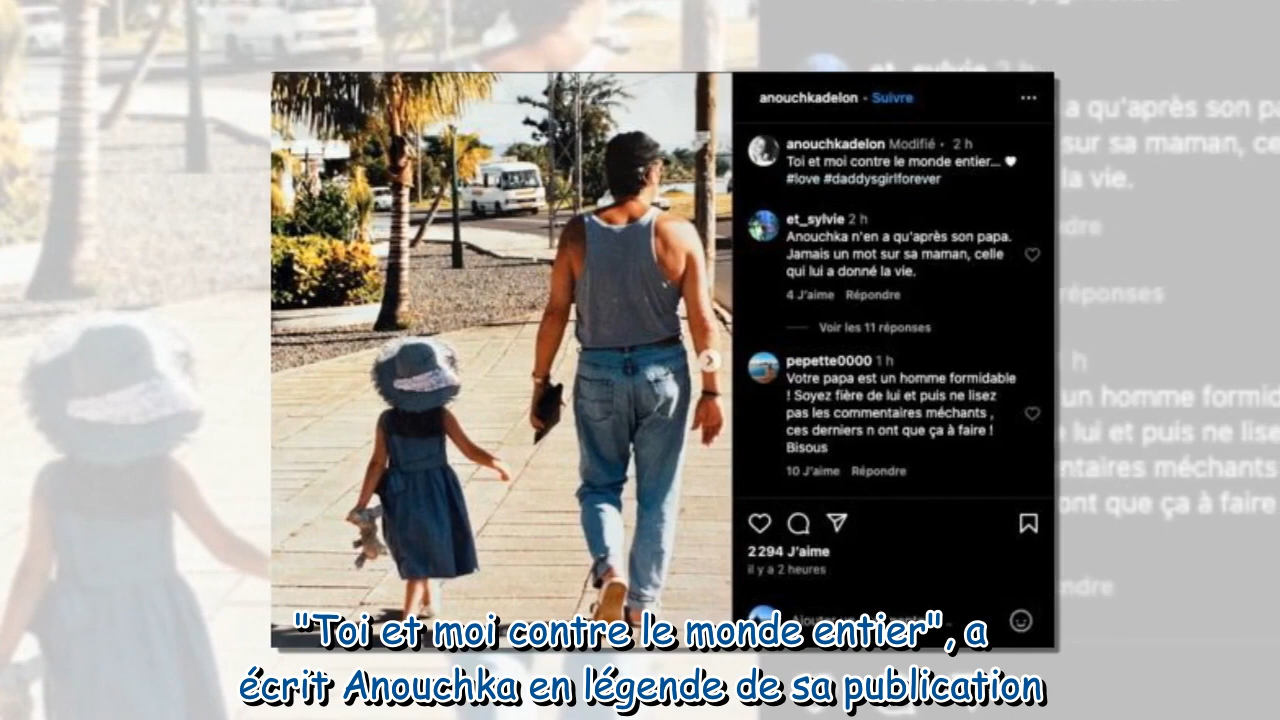 anouchkadelon • Suivre
anouchkadelon Modifié • 2 h
Toi et moi contre le monde entier... 🤍
#love #daddysgirlforever
et_sylvie 2 h
Anouchka n'en a qu'après son papa.
Jamais un mot sur sa maman, celle
qui lui a donné la vie.
4 J'aime Répondre
Voir les 11 réponses
pepette0000 1 h
Votre papa est un homme formidable
! Soyez fière de lui et puis ne lisez
pas les commentaires méchants ,
ces derniers n ont que ça à faire !
Bisous
10 J'aime Répondre
2 294 J'aime
il y a 2 heures
"Toi et moi contre le monde entier", a
écrit Anouchka en légende de sa publication